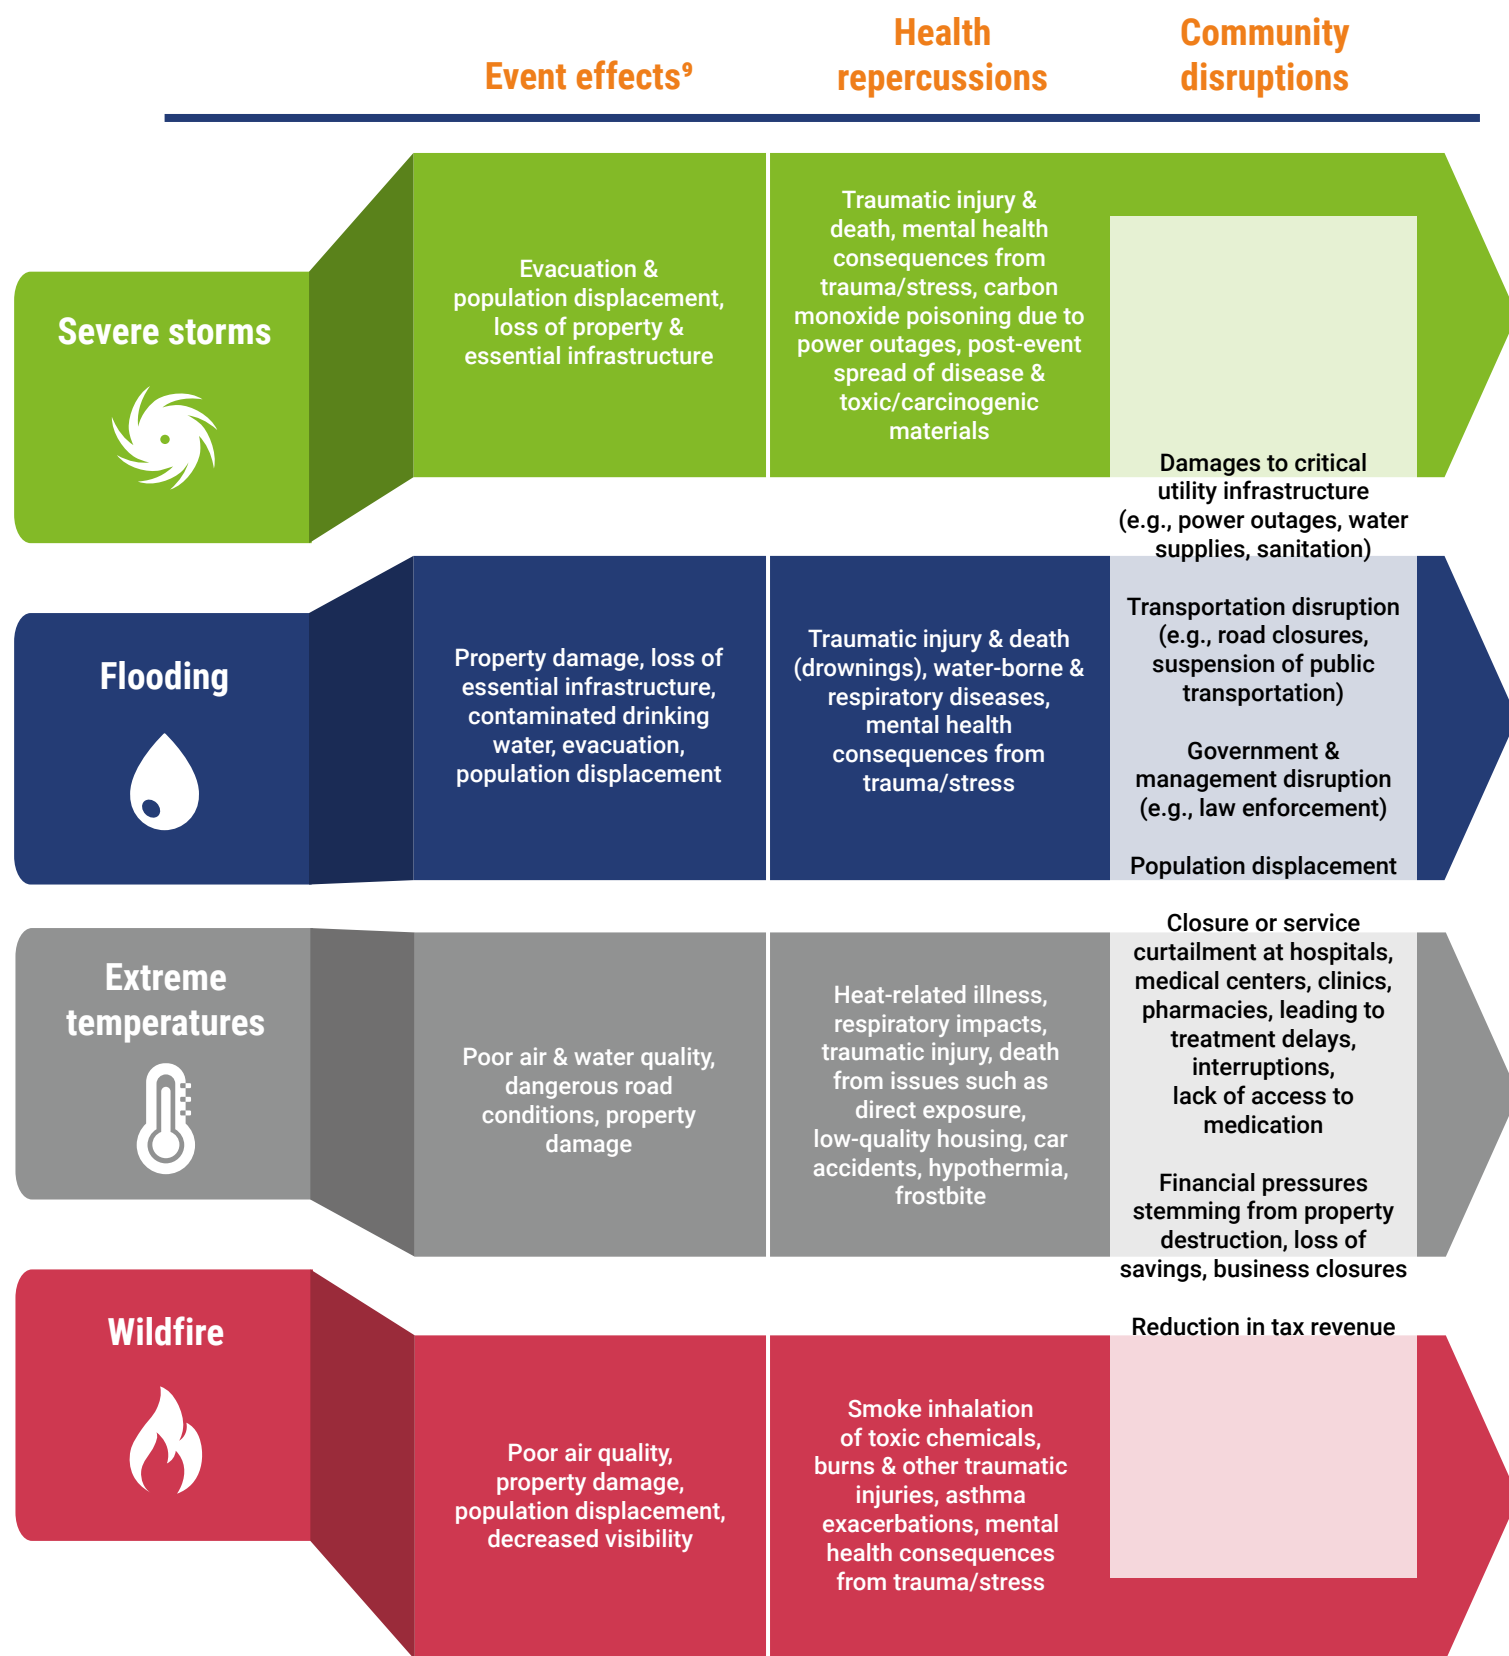 Event effects⁹
Health
repercussions
Community
disruptions
Severe storms
Evacuation &
population displacement,
loss of property &
essential infrastructure
Traumatic injury &
death, mental health
consequences from
trauma/stress, carbon
monoxide poisoning due to
power outages, post-event
spread of disease &
toxic/carcinogenic
materials
Flooding
Property damage, loss of
essential infrastructure,
contaminated drinking
water, evacuation,
population displacement
Traumatic injury & death
(drownings), water-borne &
respiratory diseases,
mental health
consequences from
trauma/stress
Extreme
temperatures
Poor air & water quality,
dangerous road
conditions, property
damage
Heat-related illness,
respiratory impacts,
traumatic injury, death
from issues such as
direct exposure,
low-quality housing, car
accidents, hypothermia,
frostbite
Wildfire
Poor air quality,
property damage,
population displacement,
decreased visibility
Smoke inhalation
of toxic chemicals,
burns & other traumatic
injuries, asthma
exacerbations, mental
health consequences
from trauma/stress
Damages to critical
utility infrastructure
(e.g., power outages, water
supplies, sanitation)
Transportation disruption
(e.g., road closures,
suspension of public
transportation)
Government &
management disruption
(e.g., law enforcement)
Population displacement
Closure or service
curtailment at hospitals,
medical centers, clinics,
pharmacies, leading to
treatment delays,
interruptions,
lack of access to
medication
Financial pressures
stemming from property
destruction, loss of
savings, business closures
Reduction in tax revenue